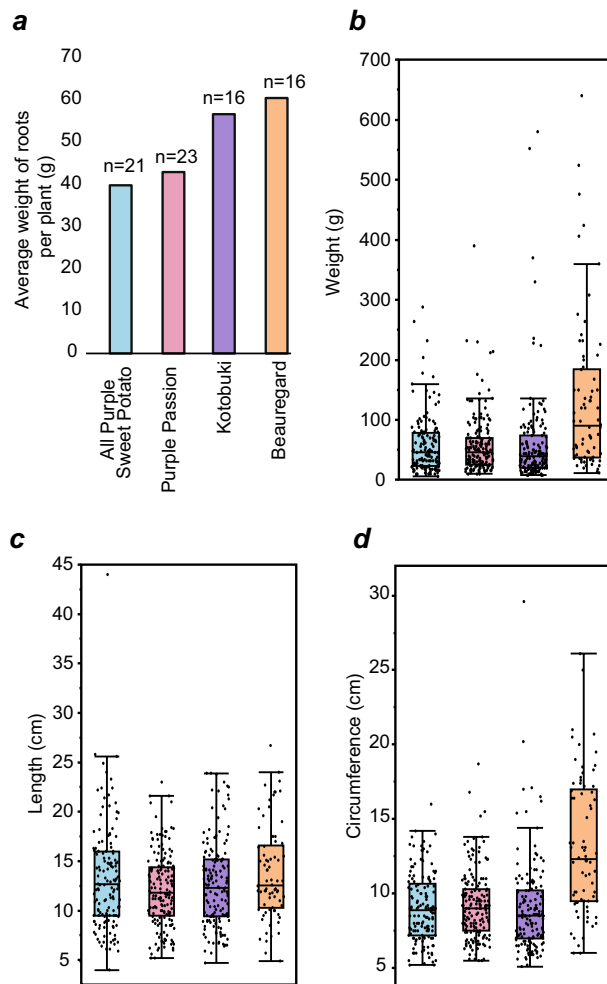 a
Average weight of roots
per plant (g)
70
60
50
40
30
20
10
0
n=21
n=23
n=16
n=16
All Purple
Sweet Potato
Purple Passion
Kotobuki
Beauregard
b
Weight (g)
700
600
500
400
300
200
100
0
c
Length (cm)
45
40
35
30
25
20
15
10
5
d
Circumference (cm)
30
25
20
15
10
5